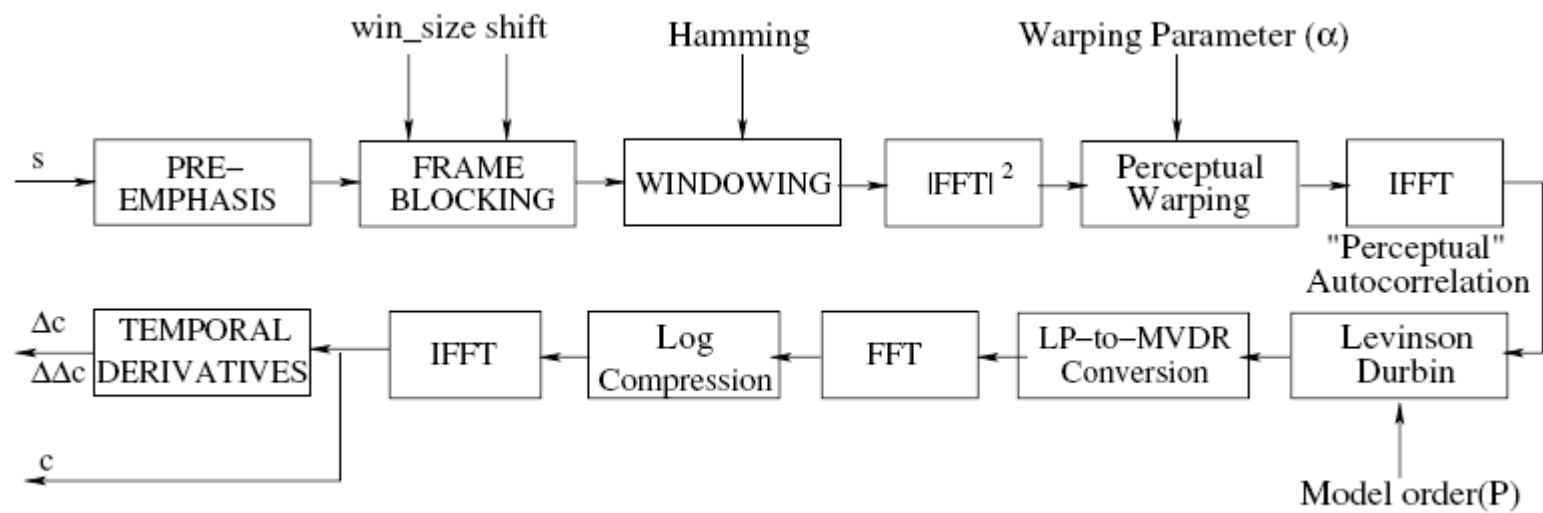 win_size shift
Hamming
Warping Parameter (α)
s
PRE–
EMPHASIS
FRAME
BLOCKING
WINDOWING
|FFT| ²
Perceptual
Warping
IFFT
"Perceptual"
Autocorrelation
Levinson
Durbin
Model order(P)
LP–to–MVDR
Conversion
FFT
Log
Compression
IFFT
TEMPORAL
DERIVATIVES
Δc
ΔΔc
c